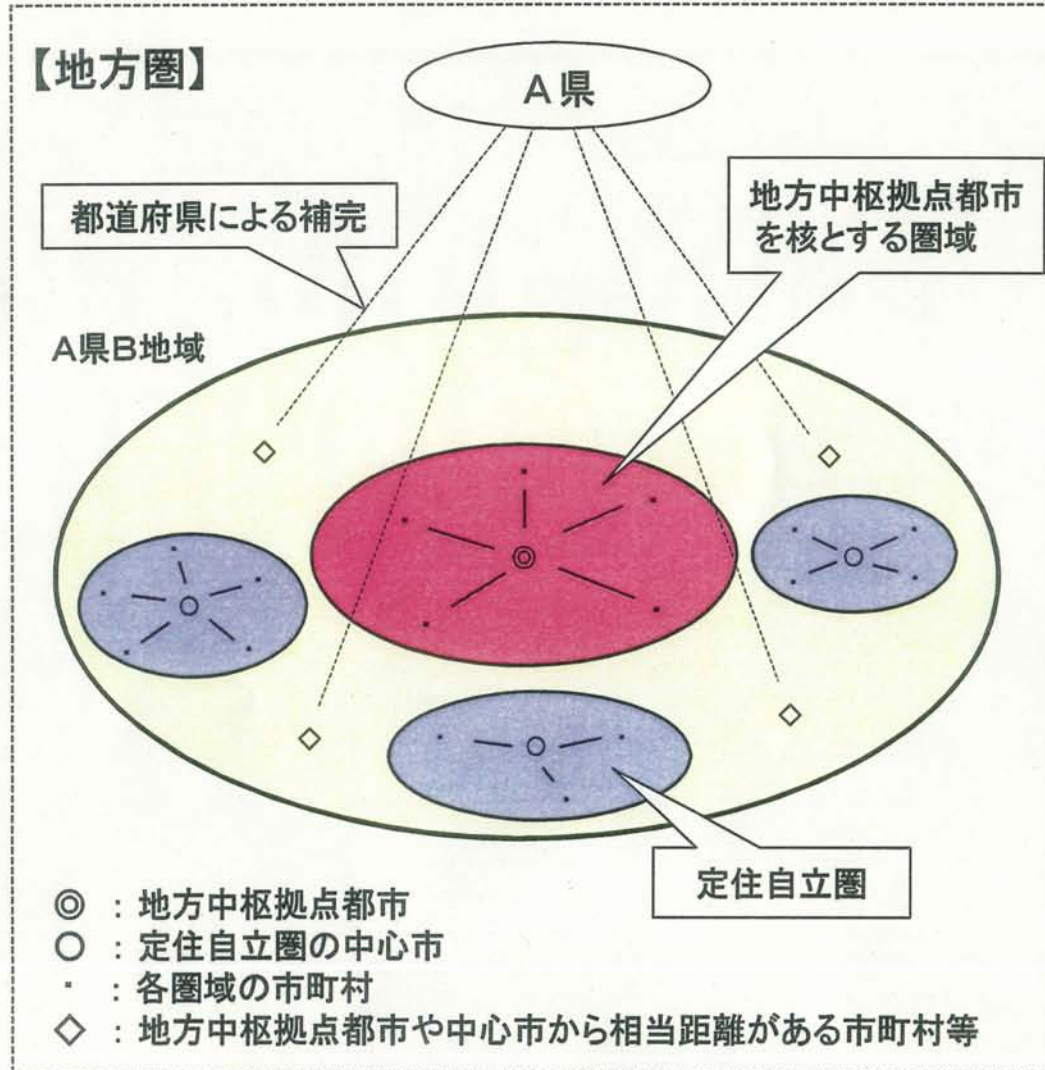 【地方圏】
A県
都道府県による補完
地方中枢拠点都市
を核とする圏域
A県B地域
定住自立圏
◎ : 地方中枢拠点都市
○ : 定住自立圏の中心市
・ : 各圏域の市町村
◇ : 地方中枢拠点都市や中心市から相当距離がある市町村等